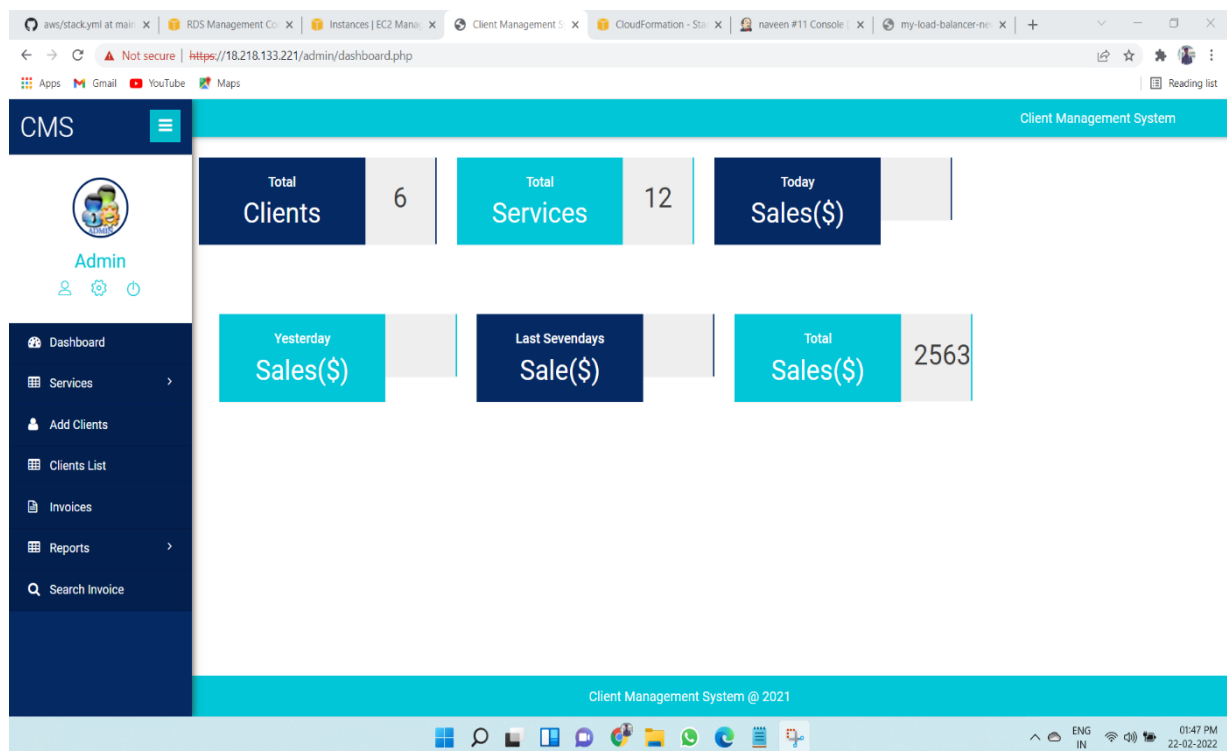 aws/stack.yml at main
RDS Management Co
Instances | EC2 Manag
Client Management S
CloudFormation - Sta
naveen #11 Console
my-load-balancer-ne
Not secure | https://18.218.133.221/admin/dashboard.php
Apps Gmail YouTube Maps Reading list
CMS
Client Management System
ADMIN
Admin
Dashboard
Services
Add Clients
Clients List
Invoices
Reports
Search Invoice
Total
Clients
6
Total
Services
12
Today
Sales($)
Yesterday
Sales($)
Last Sevendays
Sale($)
Total
Sales($)
2563
Client Management System @ 2021
ENG
IN
01:47 PM
22-02-2022